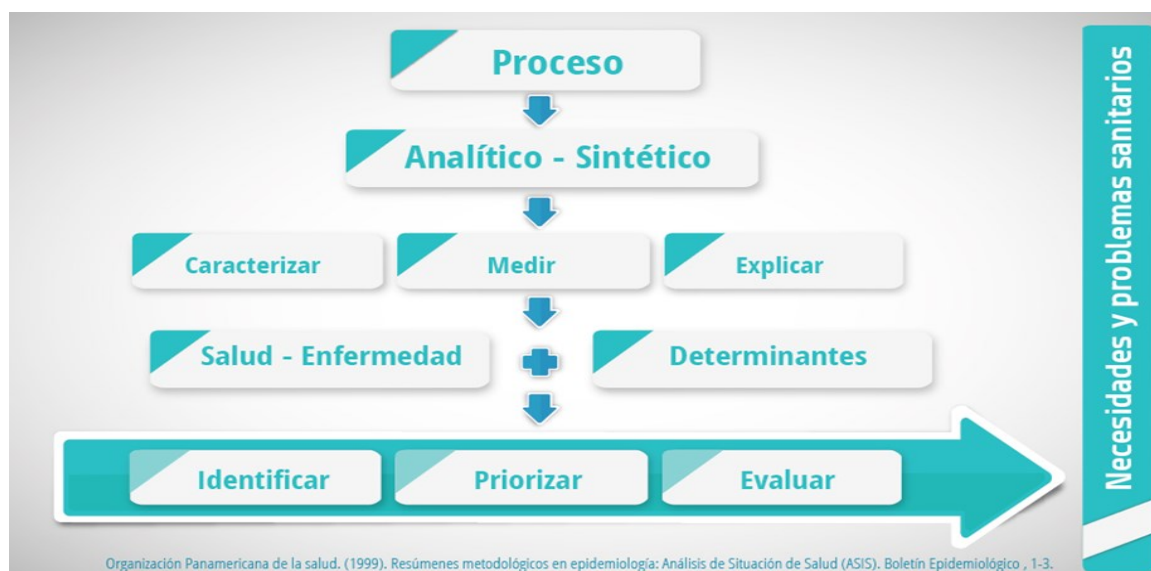 Proceso
Analítico - Sintético
Caracterizar
Medir
Explicar
Salud - Enfermedad
Determinantes
Identificar
Priorizar
Evaluar
Necesidades y problemas sanitarios
Organización Panamericana de la salud. (1999). Resúmenes metodológicos en epidemiología: Análisis de Situación de Salud (ASIS). Boletín Epidemiológico , 1-3.